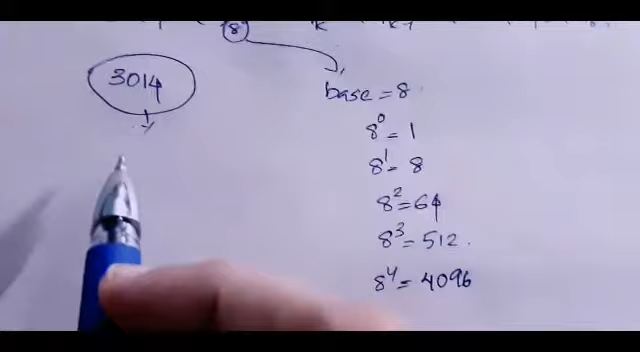 8
3014
base = 8
8⁰ = 1
8¹ = 8
8² = 64
8³ = 512.
8⁴ = 4096